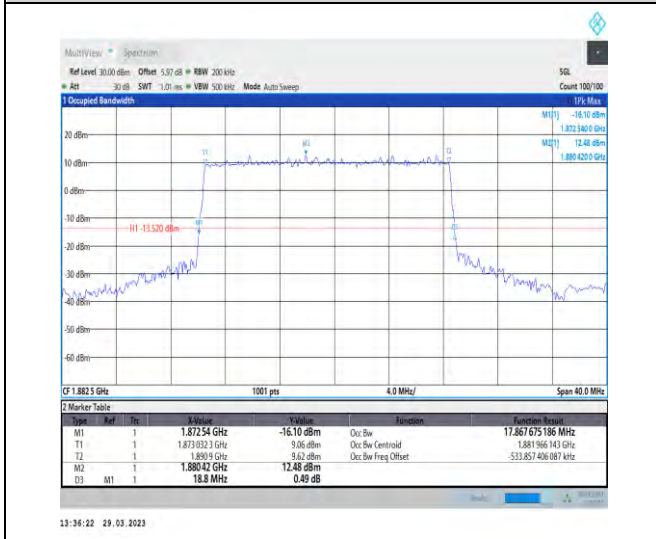 MultiView Spectrum
Ref Level 30.00 dBm Offset 5.97 dB RBW 200 kHz SGL
Att 30 dB SWT 1.01 ms VBW 500 kHz Mode Auto Sweep Count 100/100
1 Occupied Bandwidth 1Pk Max
M1[1] -16.10 dBm
1.872 540 0 GHz
M2[1] 12.48 dBm
1.880 420 0 GHz
20 dBm
T1 M2 T2
10 dBm
0 dBm
-10 dBm
M1
H1 -13.520 dBm
D3
-20 dBm
-30 dBm
-40 dBm
-50 dBm
-60 dBm
CF 1.882 5 GHz 1001 pts 4.0 MHz/ Span 40.0 MHz
2 Marker Table
Type Ref Trc X-Value Y-Value Function Function Result
M1 1 1.872 54 GHz -16.10 dBm Occ Bw 17.867 675 186 MHz
T1 1 1.873 032 3 GHz 9.06 dBm Occ Bw Centroid 1.881 966 143 GHz
T2 1 1.890 9 GHz 9.62 dBm Occ Bw Freq Offset -533.857 406 087 kHz
M2 1 1.880 42 GHz 12.48 dBm
D3 M1 1 18.8 MHz 0.49 dB
13:36:22 29.03.2023